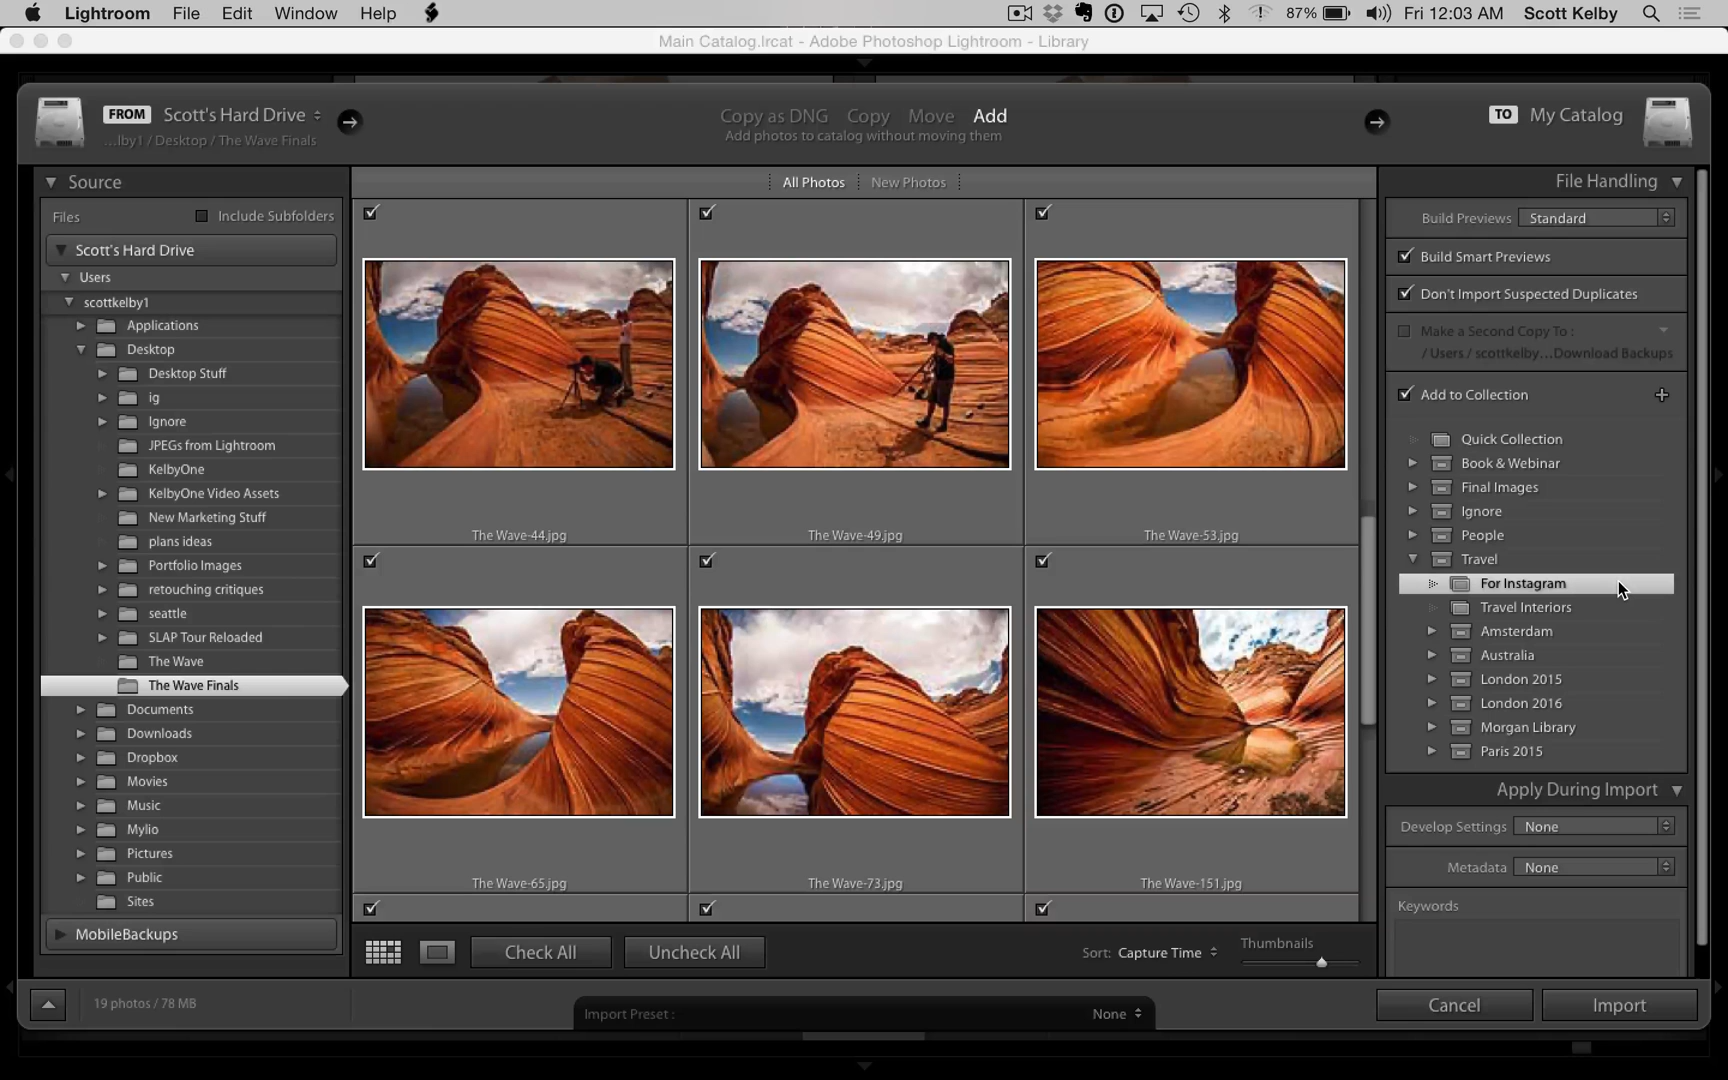 Lightroom File Edit Window Help 87% Fri 12:03 AM Scott Kelby
Main Catalog.lrcat - Adobe Photoshop Lightroom - Library
FROM Scott's Hard Drive
...lby1 / Desktop / The Wave Finals
Copy as DNG Copy Move Add
Add photos to catalog without moving them
TO My Catalog
Source
Files Include Subfolders
Scott's Hard Drive
Users
scottkelby1
Applications
Desktop
Desktop Stuff
ig
Ignore
JPEGs from Lightroom
KelbyOne
KelbyOne Video Assets
New Marketing Stuff
plans ideas
Portfolio Images
retouching critiques
seattle
SLAP Tour Reloaded
The Wave
The Wave Finals
Documents
Downloads
Dropbox
Movies
Music
Mylio
Pictures
Public
Sites
MobileBackups
All Photos New Photos
The Wave-44.jpg
The Wave-49.jpg
The Wave-53.jpg
The Wave-65.jpg
The Wave-73.jpg
The Wave-151.jpg
Check All Uncheck All Sort: Capture Time Thumbnails
File Handling
Build Previews Standard
Build Smart Previews
Don't Import Suspected Duplicates
Make a Second Copy To :
/ Users / scottkelby...Download Backups
Add to Collection
Quick Collection
Book & Webinar
Final Images
Ignore
People
Travel
For Instagram
Travel Interiors
Amsterdam
Australia
London 2015
London 2016
Morgan Library
Paris 2015
Apply During Import
Develop Settings None
Metadata None
Keywords
19 photos / 78 MB
Import Preset : None
Cancel Import